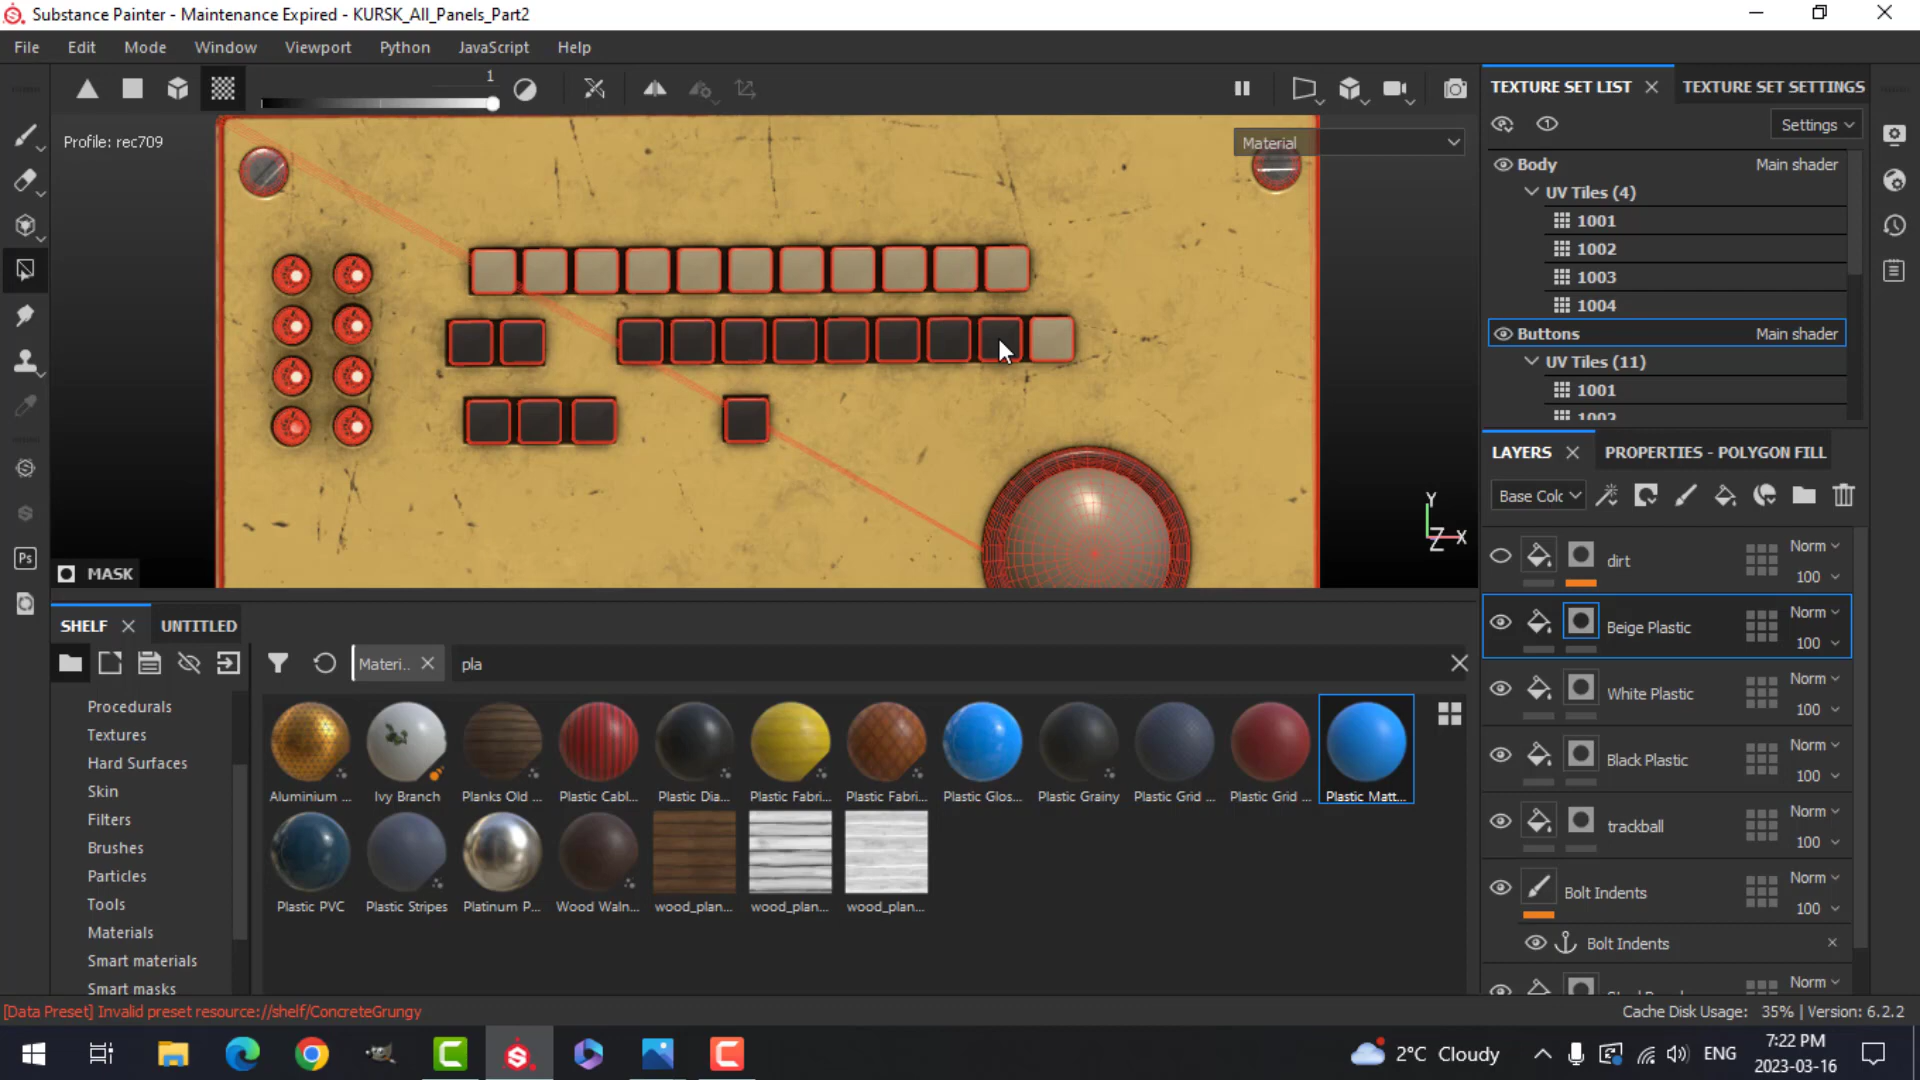 Substance Painter - Maintenance Expired - KURSK_All_Panels_Part2
File Edit Mode Window Viewport Python JavaScript Help
1
Profile: rec709
Material
Y
Z X
MASK
TEXTURE SET LIST TEXTURE SET SETTINGS
1
Settings
Body Main shader
UV Tiles (4)
1001
1002
1003
1004
Buttons Main shader
UV Tiles (11)
1001
1002
LAYERS PROPERTIES - POLYGON FILL
Base Colc
dirt Norm 100
Beige Plastic Norm 100
White Plastic Norm 100
Black Plastic Norm 100
trackball Norm 100
Bolt Indents Norm 100
Bolt Indents
Norm
SHELF UNTITLED
Materi.. pla
Procedurals
Textures
Hard Surfaces
Skin
Filters
Brushes
Particles
Tools
Materials
Smart materials
Smart masks
Aluminium ... Ivy Branch Planks Old ... Plastic Cabl... Plastic Dia... Plastic Fabri... Plastic Fabri... Plastic Glos... Plastic Grainy Plastic Grid ... Plastic Grid ... Plastic Matt...
Plastic PVC Plastic Stripes Platinum P... Wood Waln... wood_plan... wood_plan... wood_plan...
[Data Preset] Invalid preset resource://shelf/ConcreteGrungy
Cache Disk Usage: 35% | Version: 6.2.2
Ps
2°C Cloudy ENG
7:22 PM
2023-03-16